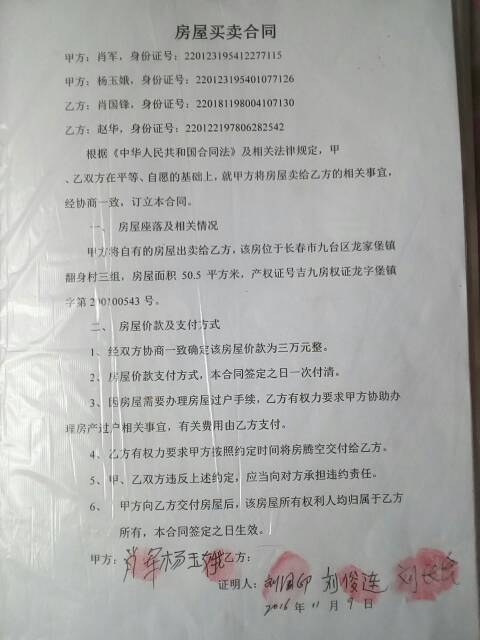 房屋买卖合同
甲方：肖军，身份证号：220123195412277115
甲方：杨玉娥，身份证号：220123195401077126
乙方：肖国锋，身份证号：220181198004107130
乙方：赵华，身份证号：220122197806282542
根据《中华人民共和国合同法》及相关法律规定，甲
、乙双方在平等、自愿的基础上，就甲方将房屋卖给乙方的相关事宜，
经协商一致，订立本合同。
一、 房屋座落及相关情况
甲方将自有的房屋出卖给乙方，该房位于长春市九台区龙家堡镇
翻身村三组，房屋面积 50.5 平方米，产权证号吉九房权证龙字堡镇
字第200100543 号。
二、 房屋价款及支付方式
1、经双方协商一致确定该房屋价款为三万元整。
2、房屋价款支付方式，本合同签定之日一次付清。
3、因房屋需要办理房屋过户手续，乙方有权力要求甲方协助办
理房产过户相关事宜，有关费用由乙方支付。
4、乙方有权力要求甲方按照约定时间将房腾空交付给乙方。
5、甲、乙双方违反上述约定，应当向对方承担违约责任。
6、 甲方向乙方交付房屋后，该房屋所有权利人均归属于乙方
所有，本合同签定之日生效。
甲方：肖军 杨玉娥 乙方：
证明人： 刘俊连
2016 年 11 月 9 日